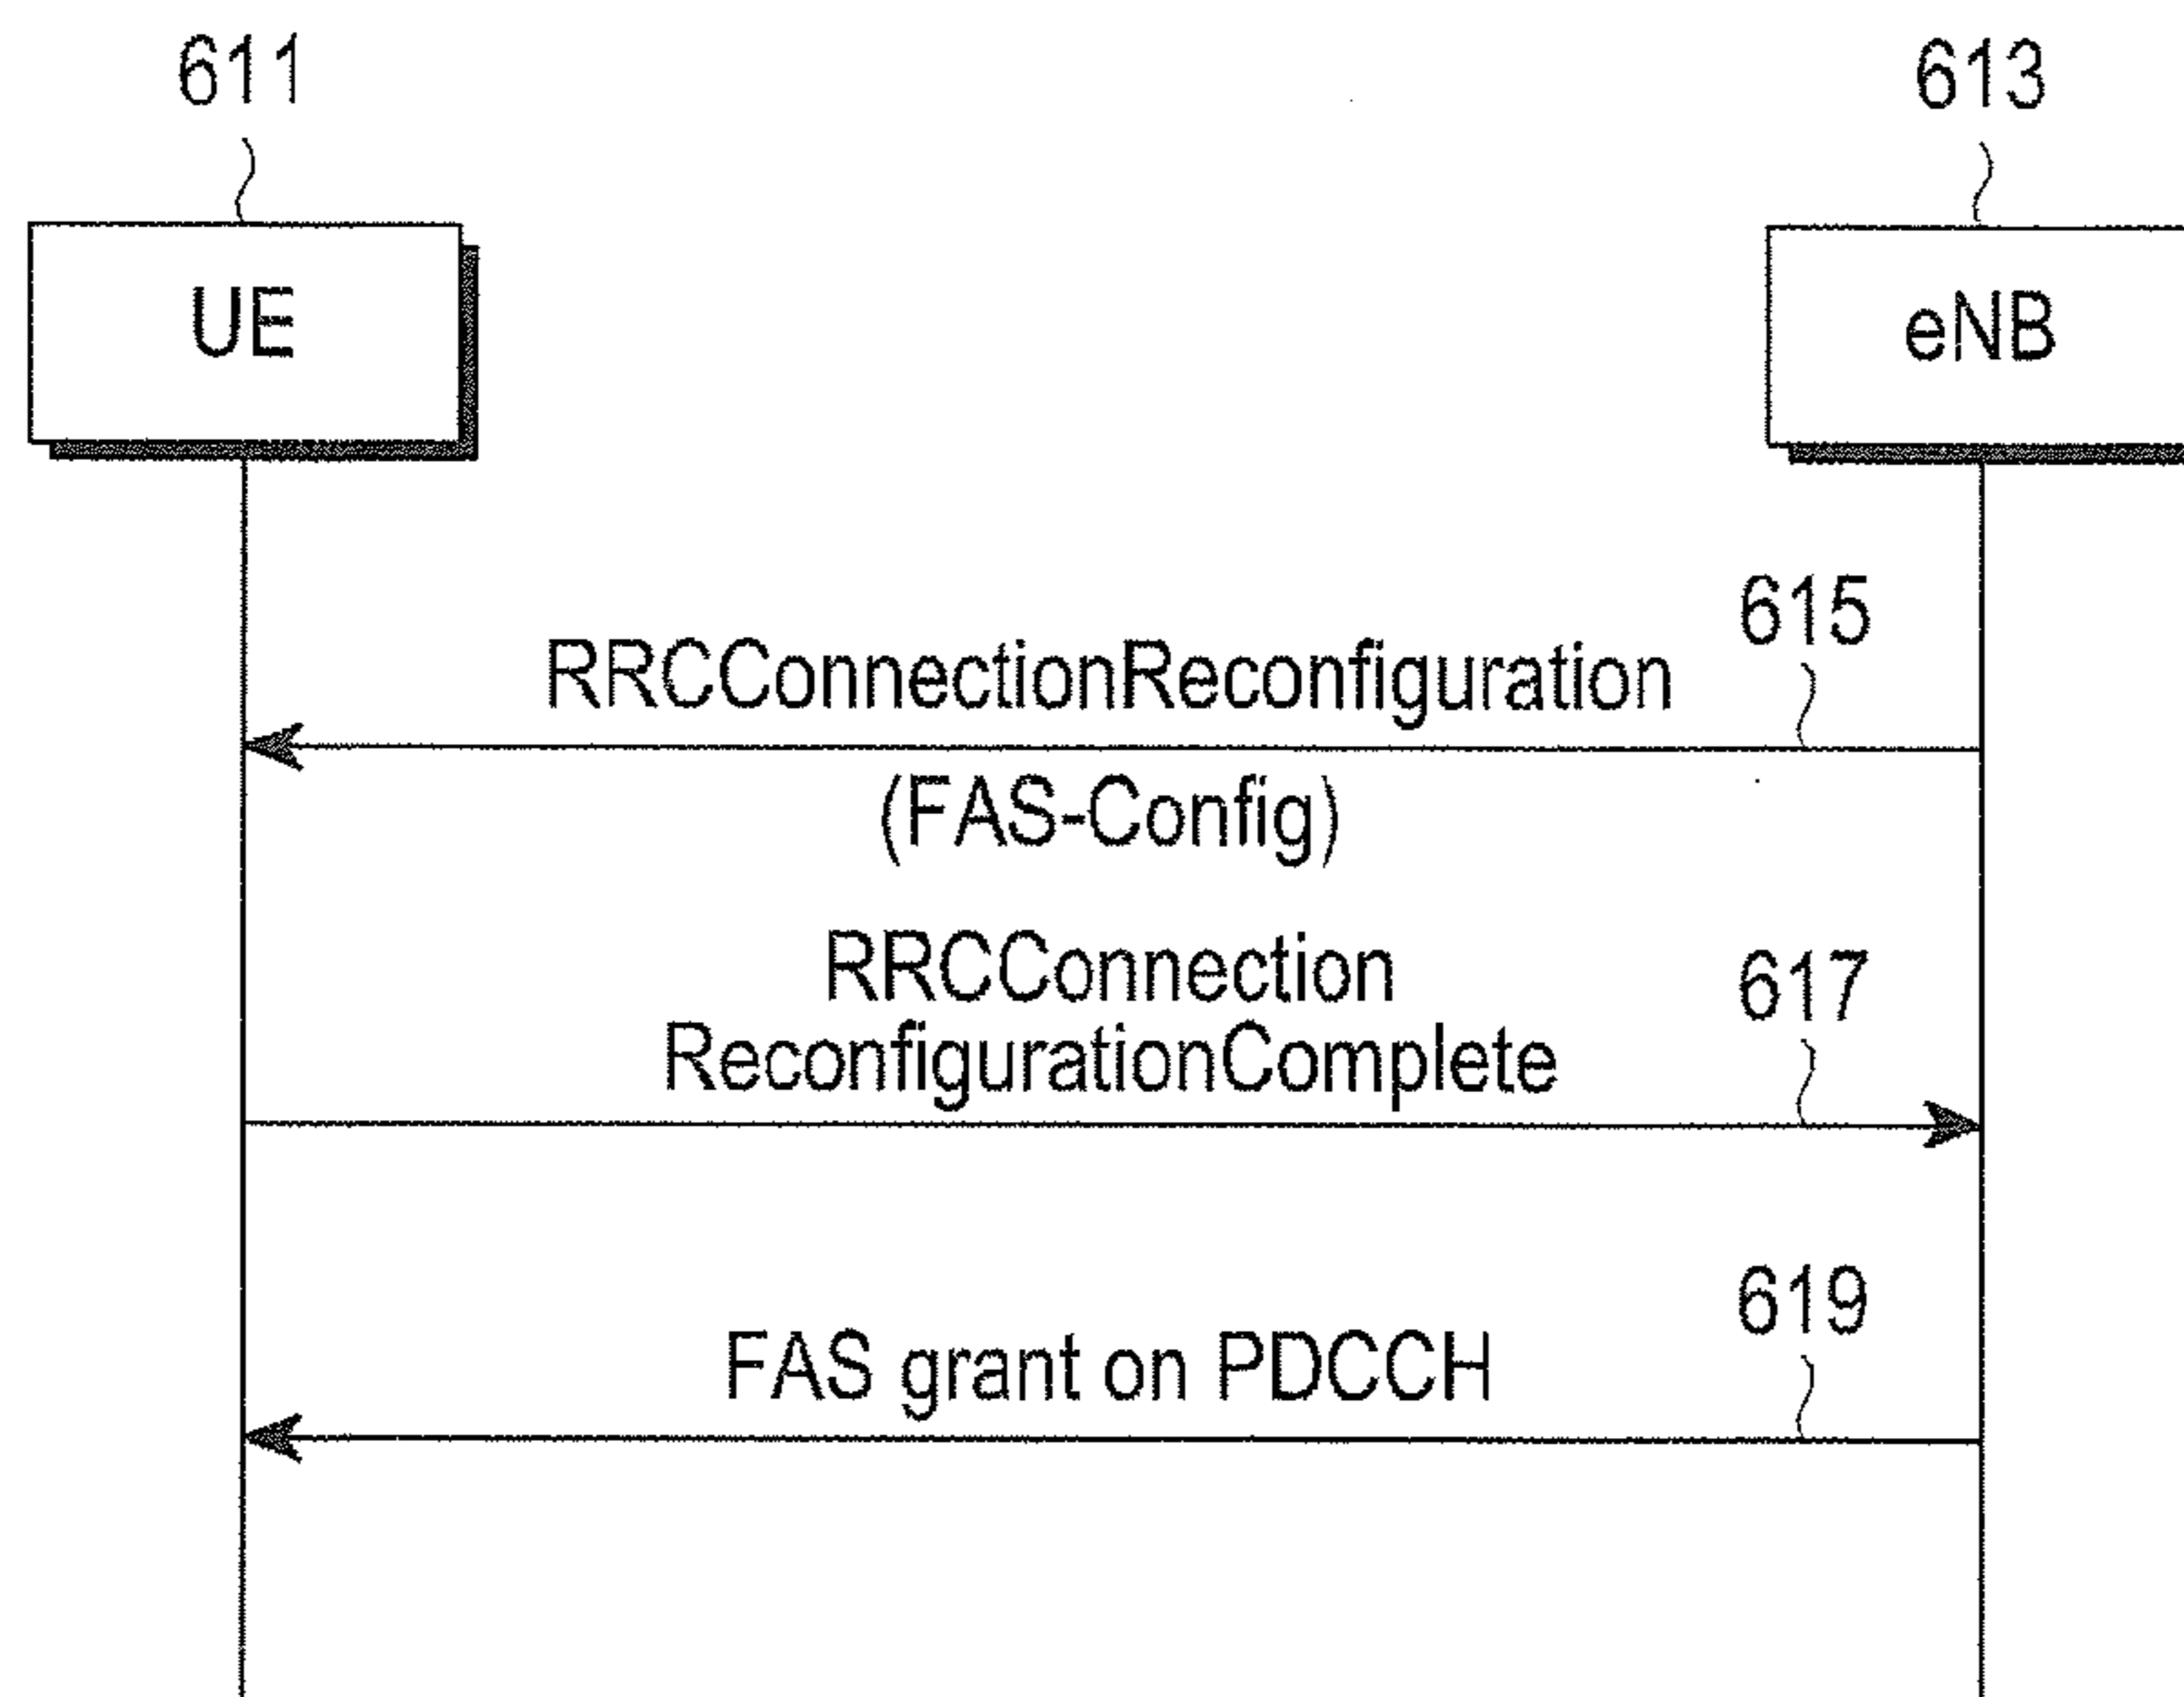 611
613
UE
eNB
615
RRCConnectionReconfiguration
(FAS-Config)
RRCConnection
617
ReconfigurationComplete
619
FAS grant on PDCCH